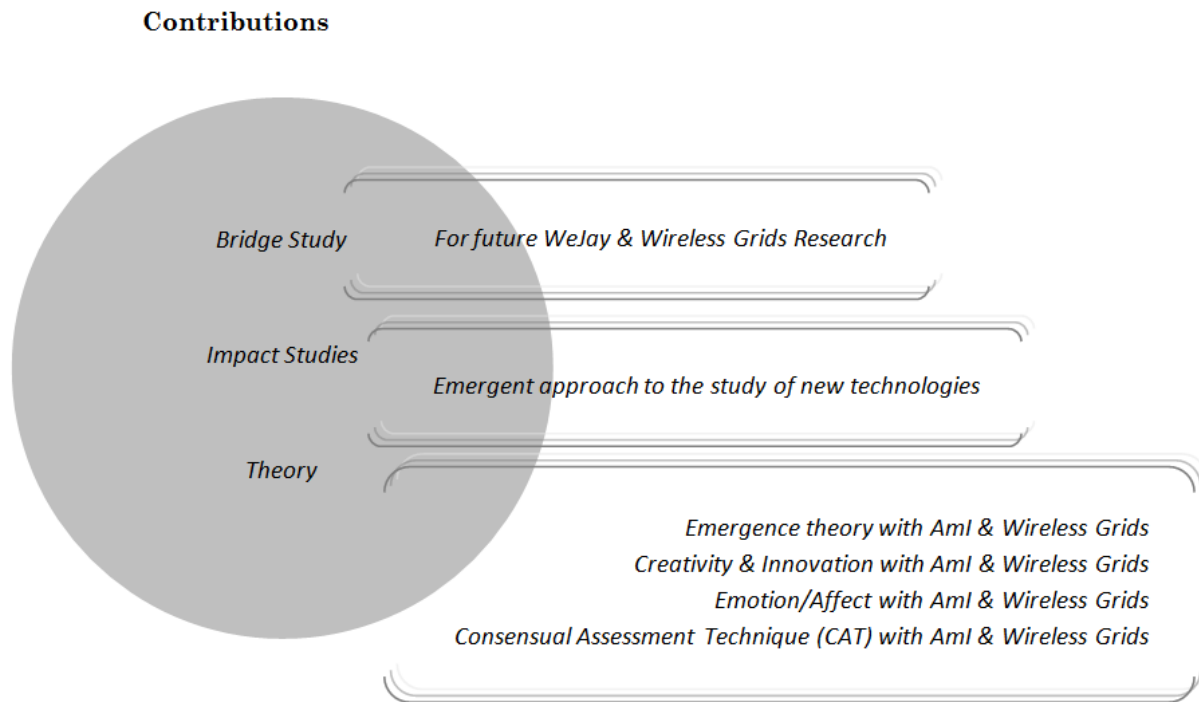 Contributions
Bridge Study
For future WeJay & Wireless Grids Research
Impact Studies
Emergent approach to the study of new technologies
Theory
Emergence theory with AmI & Wireless Grids
Creativity & Innovation with AmI & Wireless Grids
Emotion/Affect with AmI & Wireless Grids
Consensual Assessment Technique (CAT) with AmI & Wireless Grids